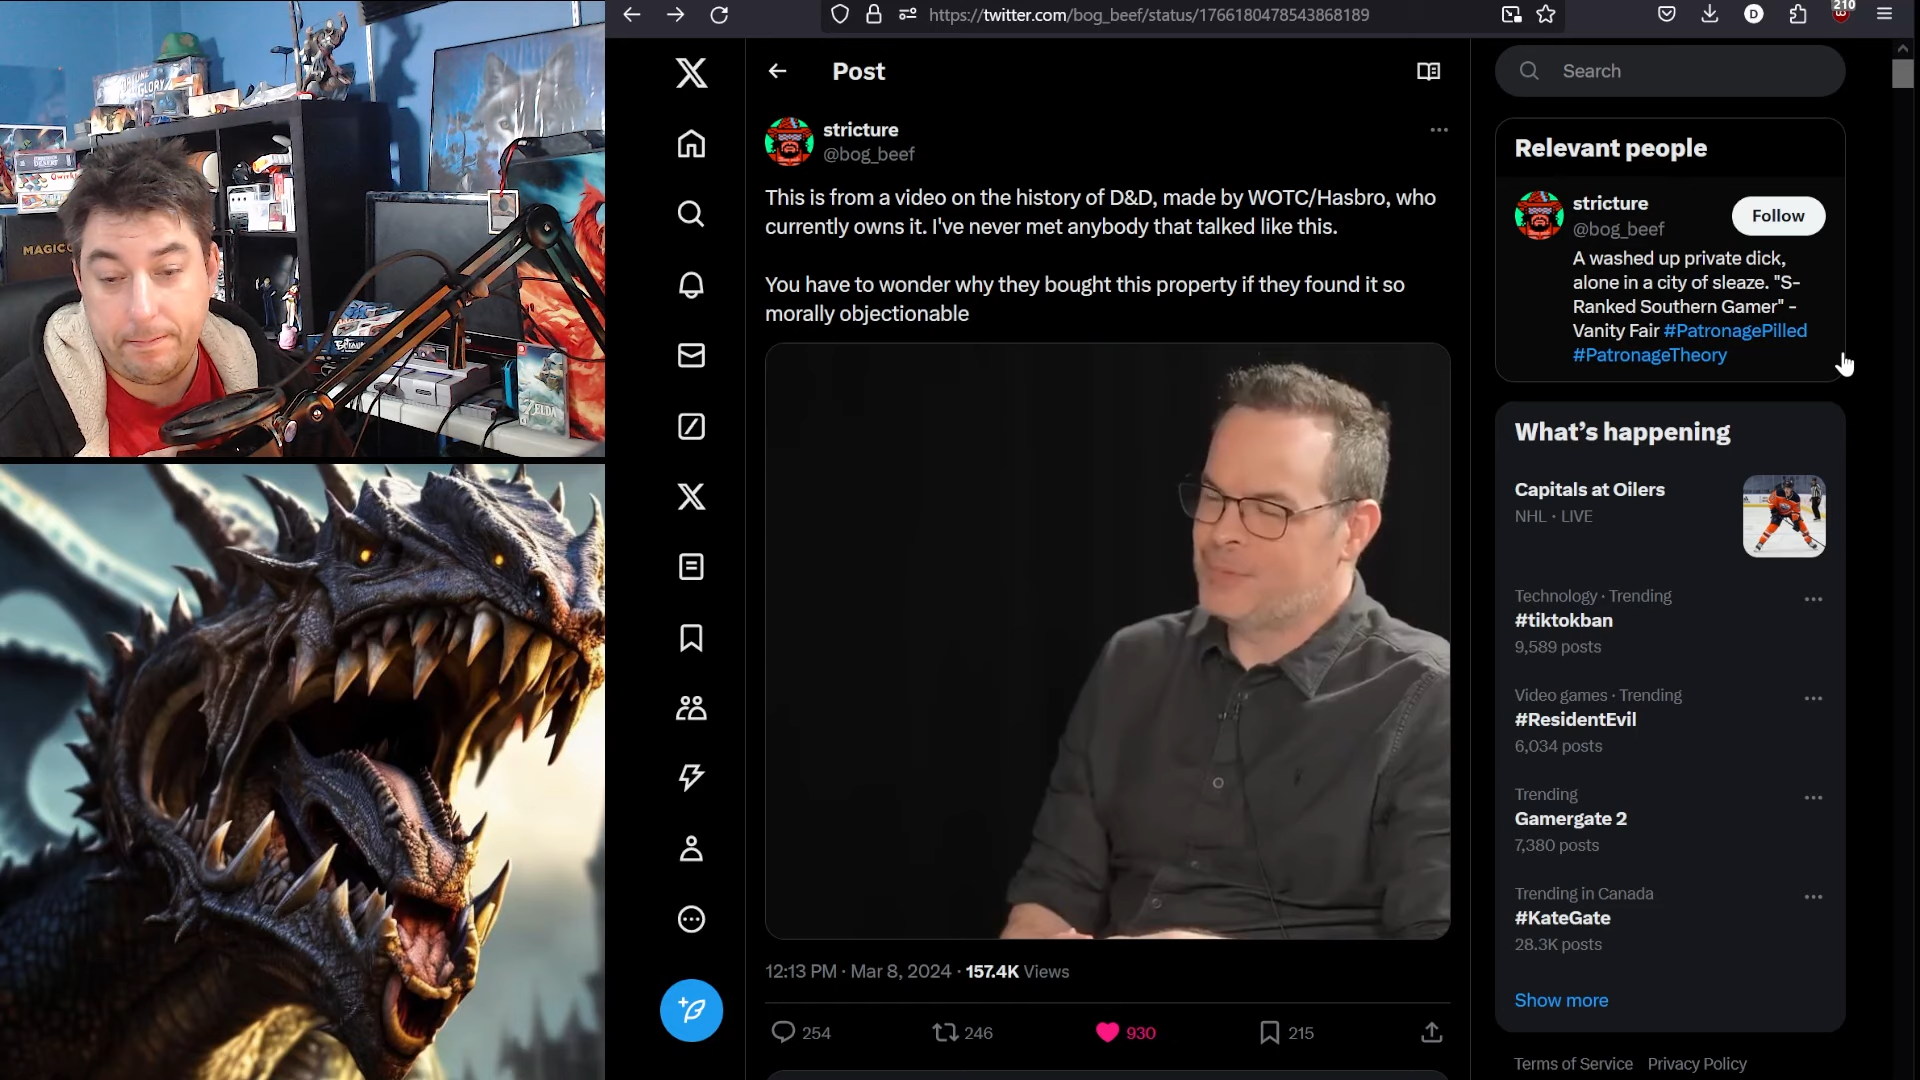 https://twitter.com/bog_beef/status/1766180478543868189
210
D
Post
Search
stricture
@bog_beef
This is from a video on the history of D&D, made by WOTC/Hasbro, who
currently owns it. I've never met anybody that talked like this.
You have to wonder why they bought this property if they found it so
morally objectionable
12:13 PM · Mar 8, 2024 · 157.4K Views
254
246
930
215
Relevant people
stricture
@bog_beef
Follow
A washed up private dick,
alone in a city of sleaze. "S-
Ranked Southern Gamer" -
Vanity Fair #PatronagePilled
#PatronageTheory
What's happening
Capitals at Oilers
NHL · LIVE
Technology · Trending
#tiktokban
9,589 posts
Video games · Trending
#ResidentEvil
6,034 posts
Trending
Gamergate 2
7,380 posts
Trending in Canada
#KateGate
28.3K posts
Show more
Terms of Service Privacy Policy
GLORY
Qwirkle
MAGIC
ZELDA